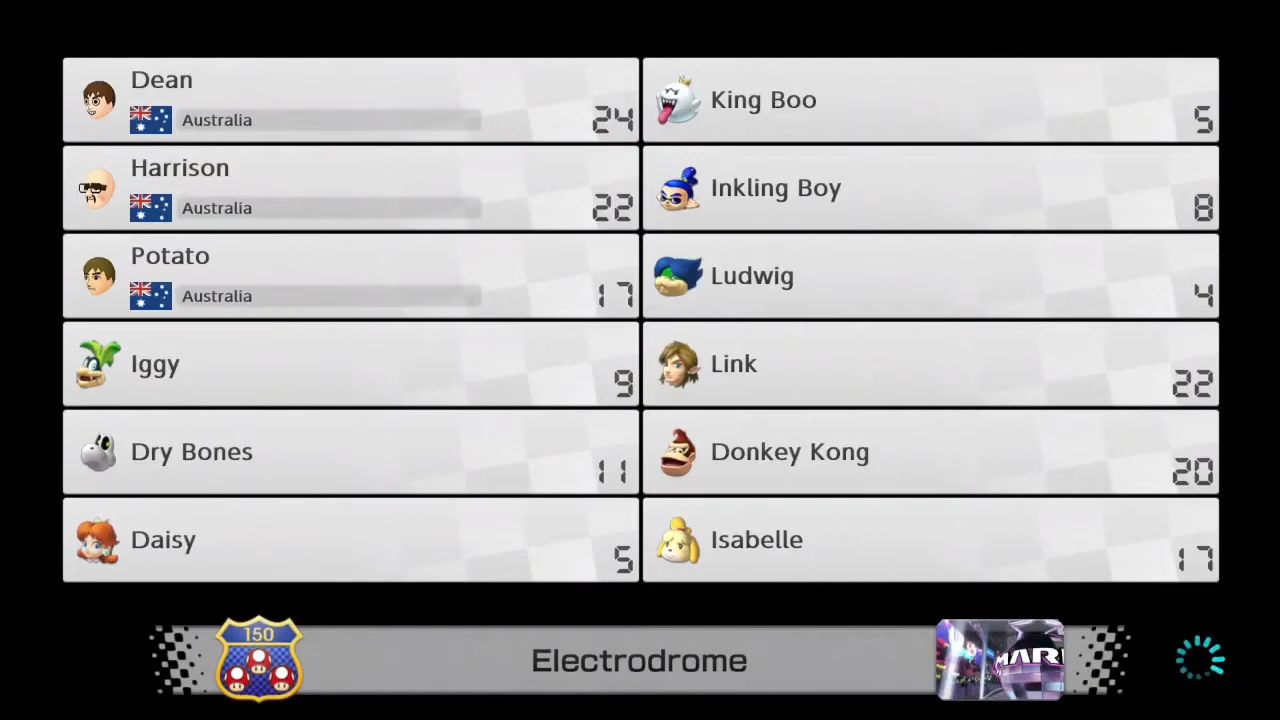 Dean
Australia
24
Harrison
Australia
22
Potato
Australia
17
Iggy
9
Dry Bones
11
Daisy
5
King Boo
5
Inkling Boy
8
Ludwig
4
Link
22
Donkey Kong
20
Isabelle
17
150
Electrodrome
MARI